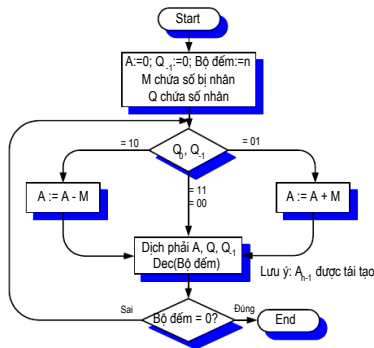 Start
A:=0; Q-1:=0; Bộ đếm:=n
M chứa số bị nhân
Q chứa số nhân
= 10
Q0, Q-1
= 01
A := A - M
= 11
= 00
A := A + M
Dịch phải A, Q, Q-1
Dec(Bộ đếm)
Lưu ý: An-1 được tái tạo
Sai
Bộ đếm = 0?
Đúng
End